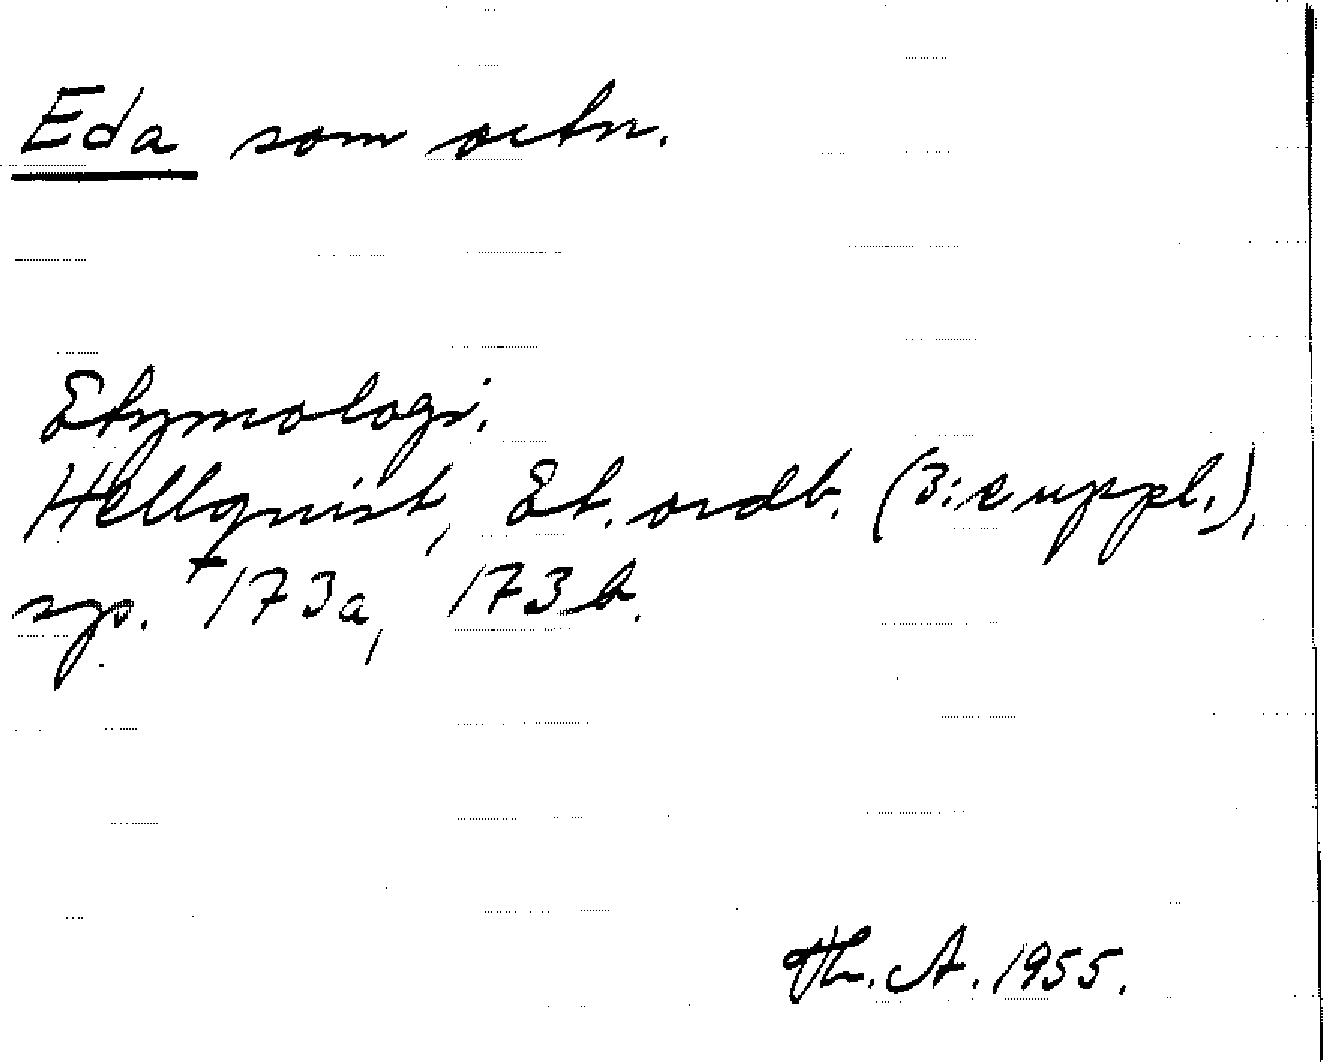 Eda som ortn.
Etymologi.
Hellquist, Et. ordb. (3:e uppl.),
sp. 173a, 173b.
Th. A. 1955.